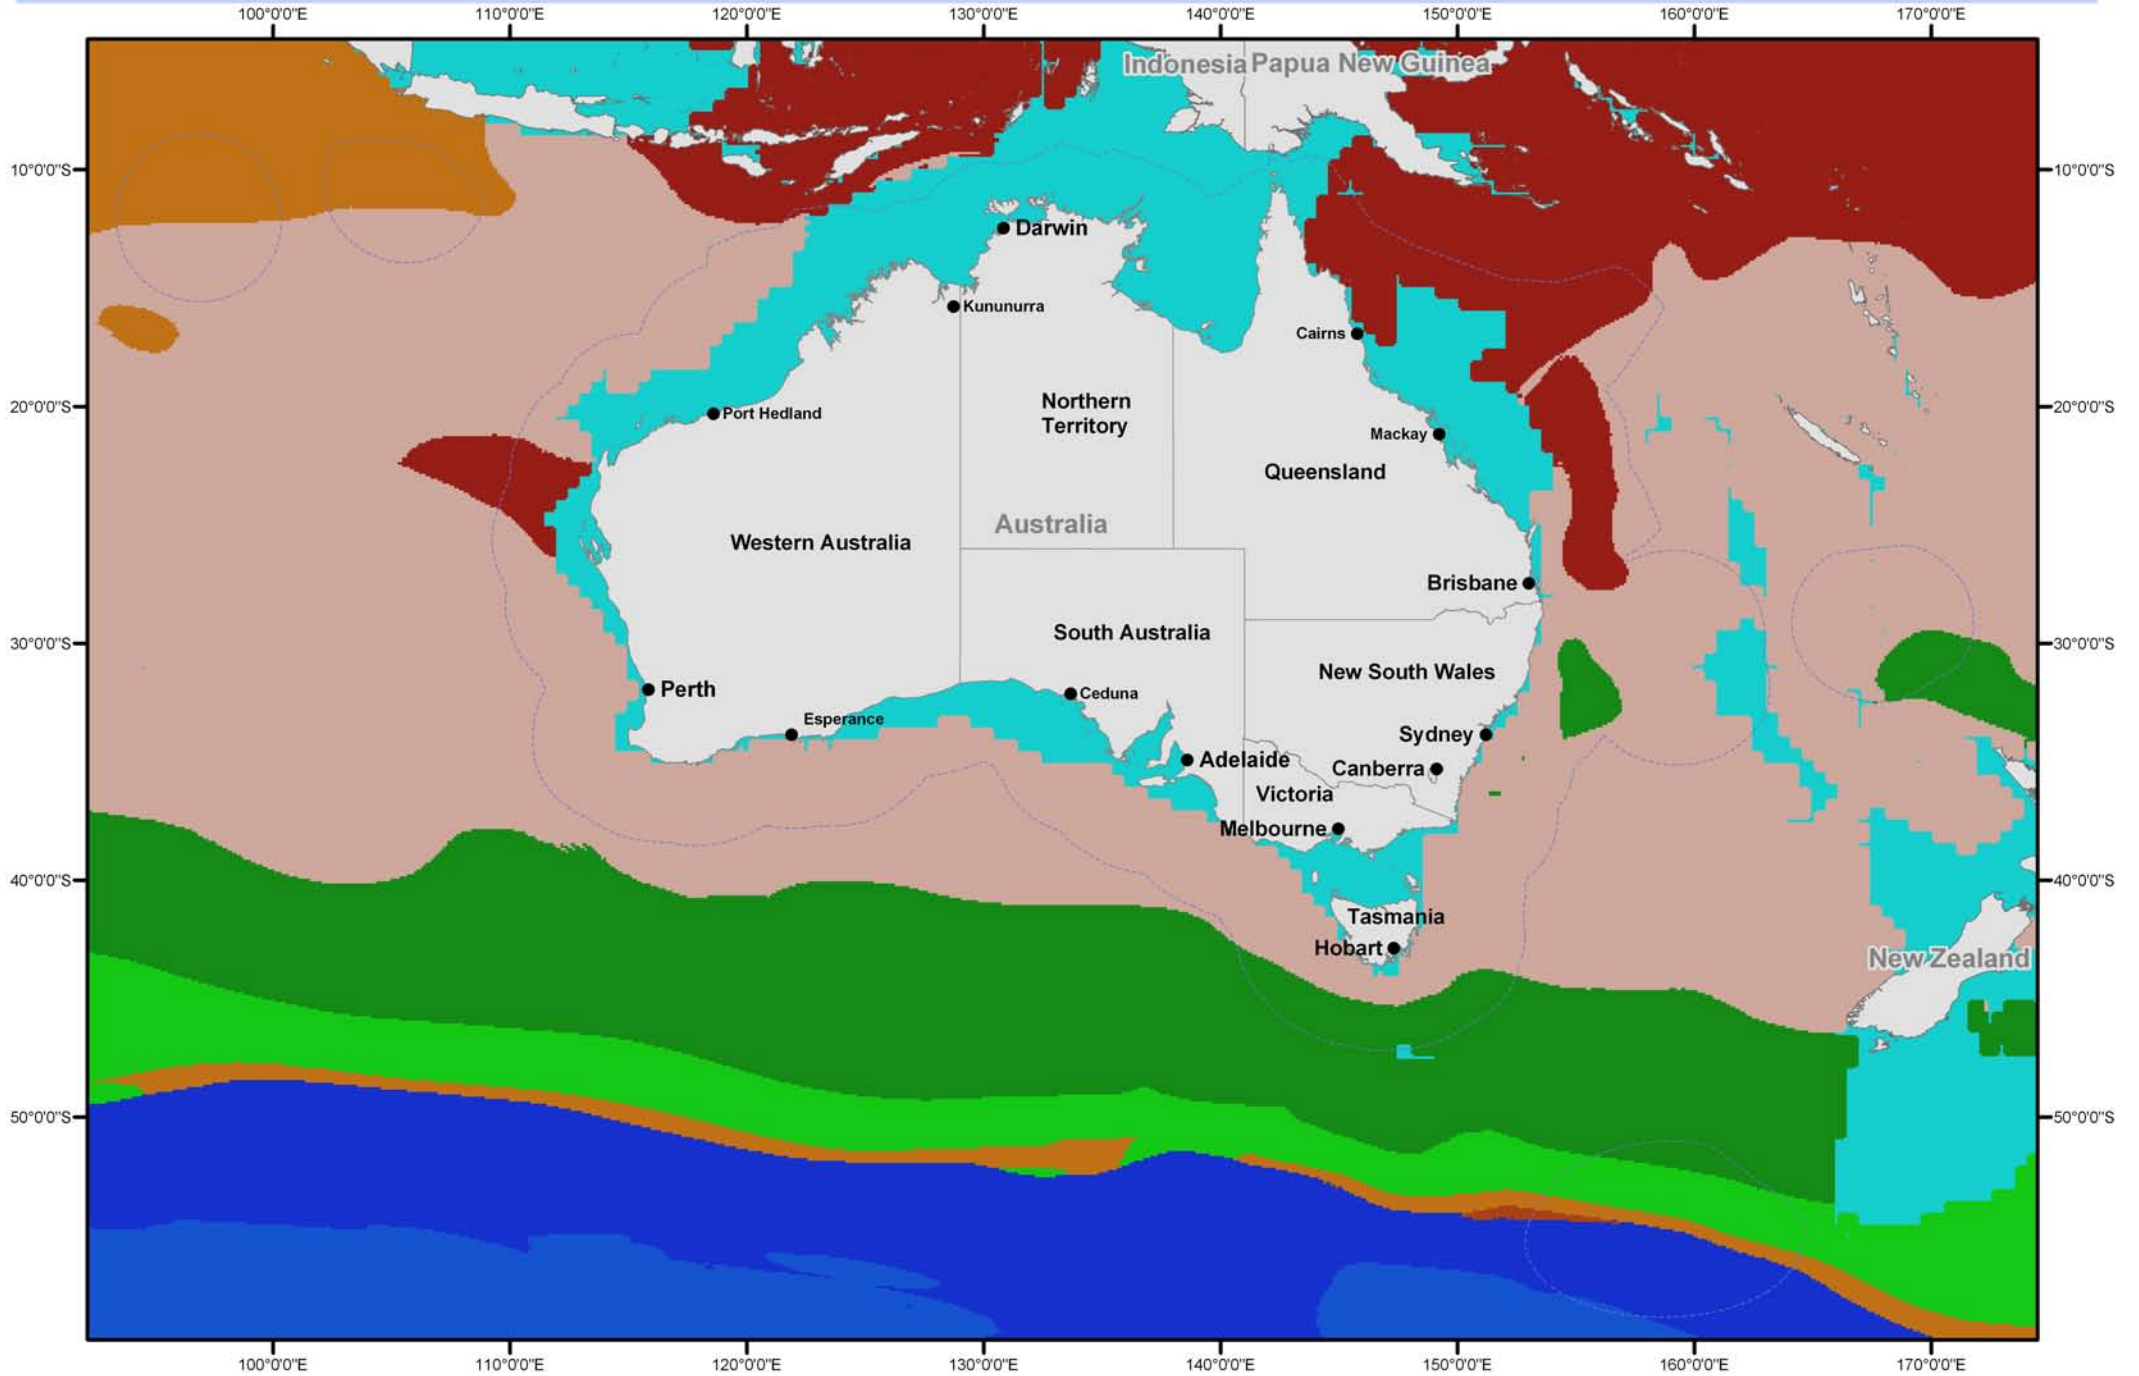 100°0'0"E 110°0'0"E 120°0'0"E 130°0'0"E 140°0'0"E 150°0'0"E 160°0'0"E 170°0'0"E
Indonesia Papua New Guinea
10°0'0"S 10°0'0"S
Darwin
Kununurra
Cairns
Northern
Territory
20°0'0"S 20°0'0"S
Port Hedland
Mackay
Queensland
Australia
Western Australia
Brisbane
South Australia
30°0'0"S 30°0'0"S
New South Wales
Perth
Ceduna
Esperance
Sydney
Adelaide
Canberra
Victoria
Melbourne
40°0'0"S 40°0'0"S
Tasmania
Hobart
New Zealand
50°0'0"S 50°0'0"S
100°0'0"E 110°0'0"E 120°0'0"E 130°0'0"E 140°0'0"E 150°0'0"E 160°0'0"E 170°0'0"E